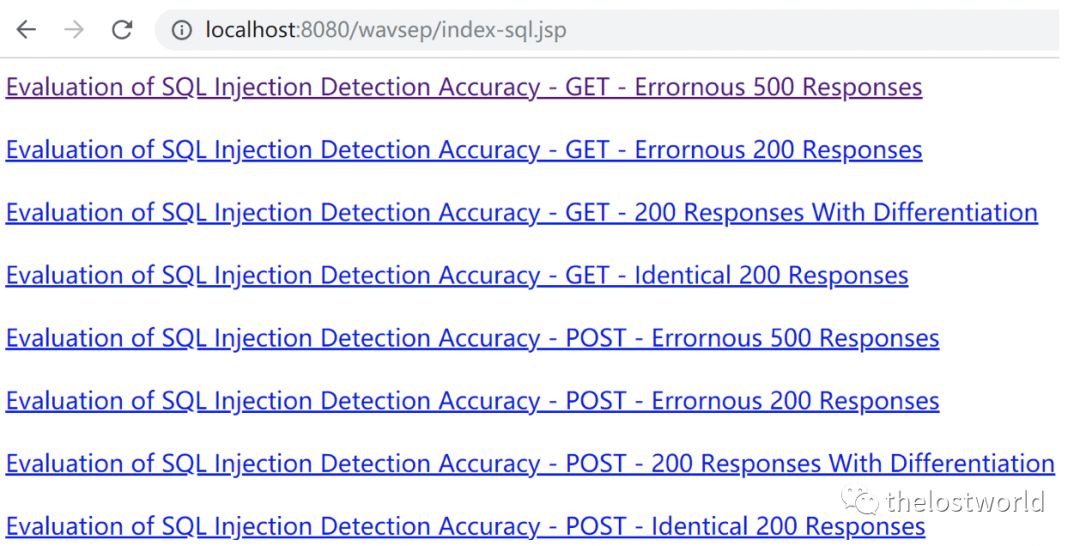 localhost:8080/wavsep/index-sql.jsp
Evaluation of SQL Injection Detection Accuracy - GET - Errornous 500 Responses
Evaluation of SQL Injection Detection Accuracy - GET - Errornous 200 Responses
Evaluation of SQL Injection Detection Accuracy - GET - 200 Responses With Differentiation
Evaluation of SQL Injection Detection Accuracy - GET - Identical 200 Responses
Evaluation of SQL Injection Detection Accuracy - POST - Errornous 500 Responses
Evaluation of SQL Injection Detection Accuracy - POST - Errornous 200 Responses
Evaluation of SQL Injection Detection Accuracy - POST - 200 Responses With Differentiation
thelostworld
Evaluation of SQL Injection Detection Accuracy - POST - Identical 200 Responses